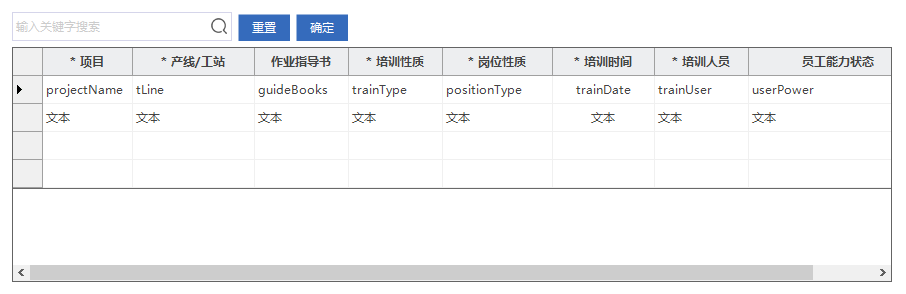 输入关键字搜索 重置 确定
* 项目 * 产线/工站 作业指导书 * 培训性质 * 岗位性质 * 培训时间 * 培训人员 员工能力状态
projectName tLine guideBooks trainType positionType trainDate trainUser userPower
文本 文本 文本 文本 文本 文本 文本 文本